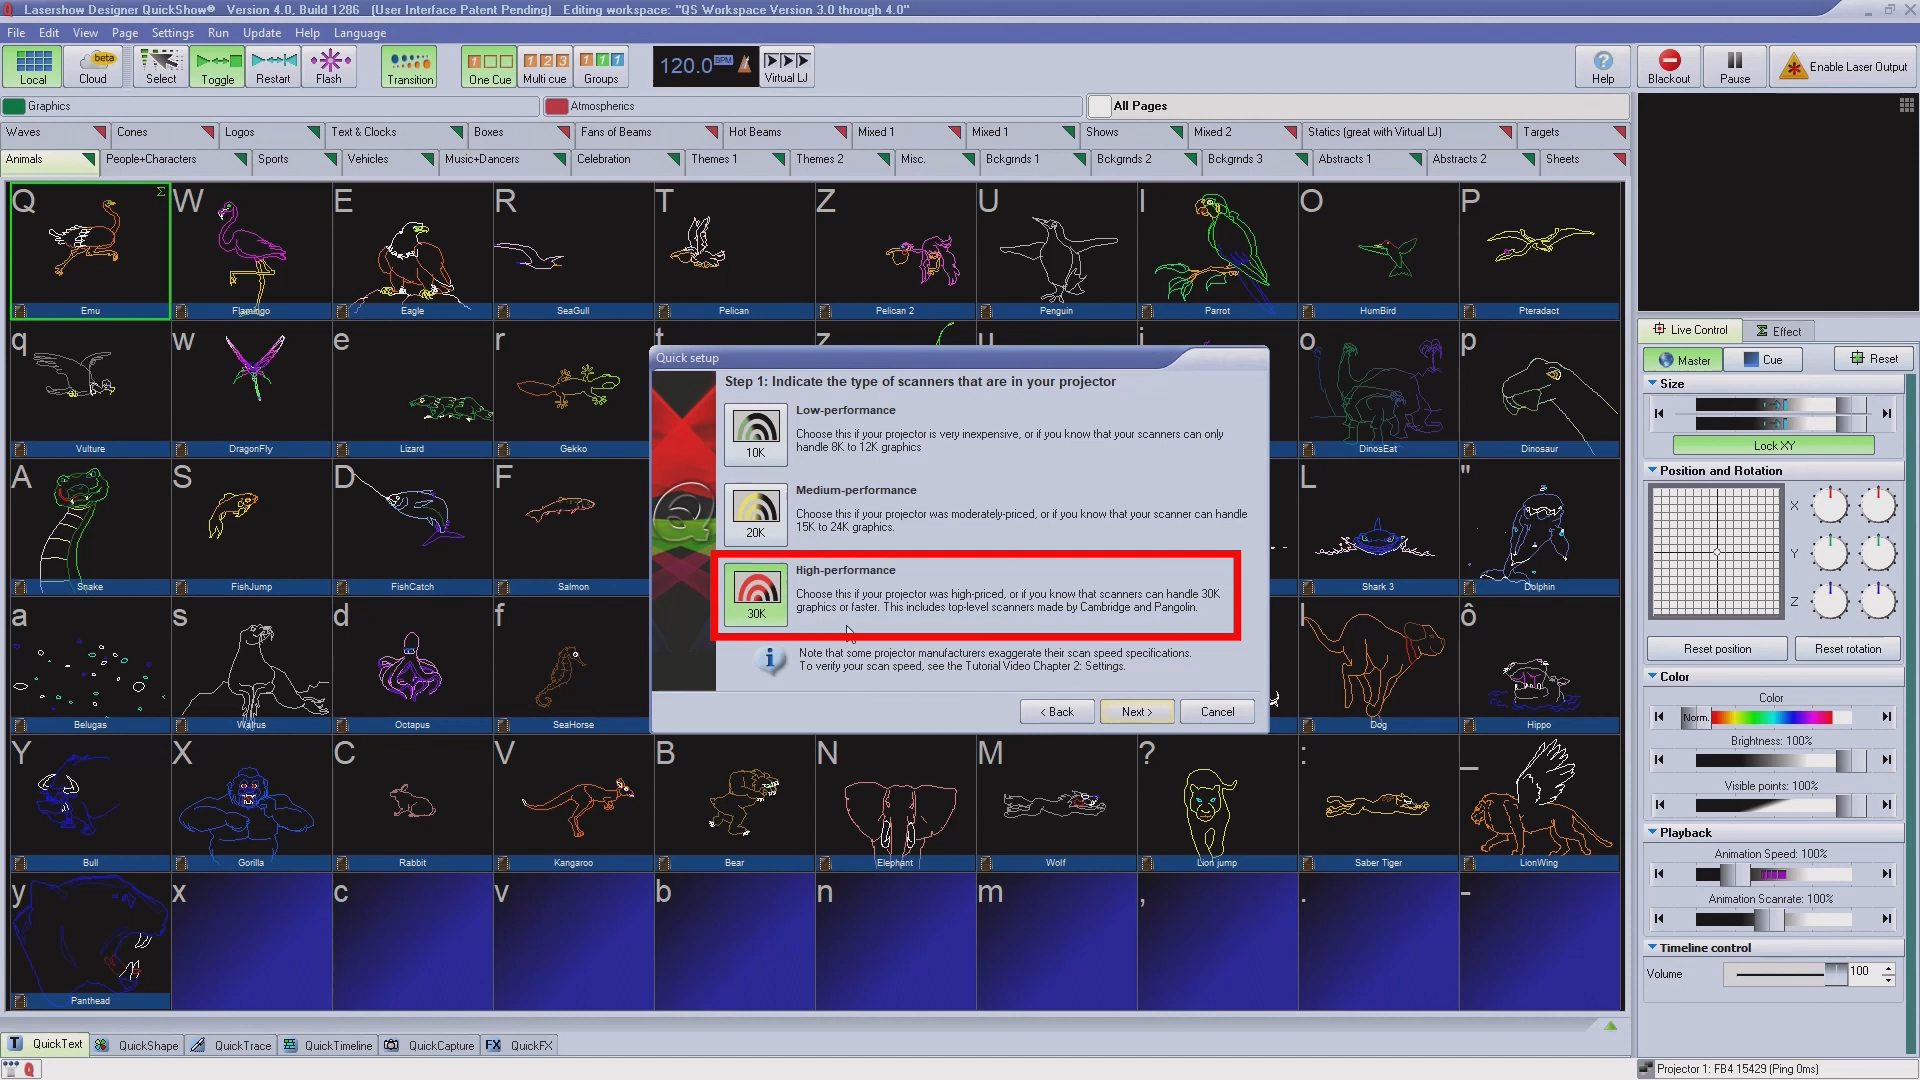 Lasershow Designer QuickShow® Version 4.0, Build 1286 (User Interface Patent Pending) Editing workspace: "QS Workspace Version 3.0 through 4.0"
File Edit View Page Settings Run Update Help Language
Local Cloud beta Select Toggle Restart Flash Transition One Cue Multi cue Groups 120.0 BPM Virtual LJ Help Blackout Pause Enable Laser Output
Graphics Atmospherics All Pages
Waves Cones Logos Text & Clocks Boxes Fans of Beams Hot Beams Mixed 1 Mixed 1 Shows Mixed 2 Statics (great with Virtual LJ) Targets
Animals People+Characters Sports Vehicles Music+Dancers Celebration Themes 1 Themes 2 Misc. Bckgrnds 1 Bckgrnds 2 Bckgrnds 3 Abstracts 1 Abstracts 2 Sheets
Q W E R T Z U I O P
Emu Flamingo Eagle SeaGull Pelican Pelican 2 Penguin Parrot HumBird Pteradact
q w e r t z u i o p
Vulture DragonFly Lizard Gekko DinosEat Dinosaur
A S D F L "
Snake FishJump FishCatch Salmon Shark 3 Dolphin
a s d f l ô
Belugas Walrus Octapus SeaHorse Dog Hippo
Y X C V B N M ? : _
Bull Gorilla Rabbit Kangaroo Bear Elephant Wolf Lion jump Saber Tiger LionWing
y x c v b n m , . -
Panthead
Quick setup
Step 1: Indicate the type of scanners that are in your projector
Low-performance
10K
Choose this if your projector is very inexpensive, or if you know that your scanners can only
handle 8K to 12K graphics
Medium-performance
20K
Choose this if your projector was moderately-priced, or if you know that your scanner can handle
15K to 24K graphics.
High-performance
30K
Choose this if your projector was high-priced, or if you know that scanners can handle 30K
graphics or faster. This includes top-level scanners made by Cambridge and Pangolin.
Note that some projector manufacturers exaggerate their scan speed specifications.
To verify your scan speed, see the Tutorial Video Chapter 2: Settings.
< Back Next > Cancel
Live Control Effect
Master Cue Reset
Size
Lock XY
Position and Rotation
X
Y
Z
Reset position Reset rotation
Color
Color
Norm.
Brightness: 100%
Visible points: 100%
Playback
Animation Speed: 100%
Animation Scanrate: 100%
Timeline control
Volume 100
QuickText QuickShape QuickTrace QuickTimeline QuickCapture FX QuickFX
Projector 1: FB4 15429 (Ping 0ms)